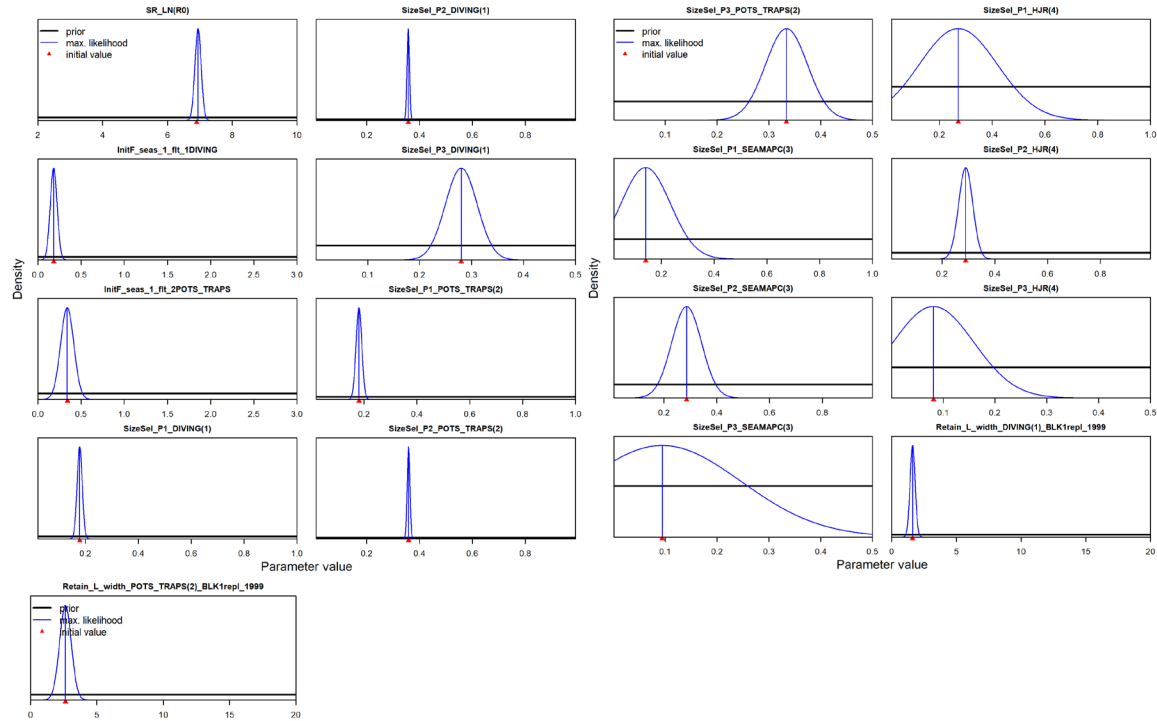 SR_LN(R0)
prior
max. likelihood
initial value
2 4 6 8 10
SizeSel_P2_DIVING(1)
0.2 0.4 0.6 0.8
InitF_seas_1_flt_1DIVING
0.0 0.5 1.0 1.5 2.0 2.5 3.0
SizeSel_P3_DIVING(1)
0.1 0.2 0.3 0.4 0.5
InitF_seas_1_flt_2POTS_TRAPS
0.0 0.5 1.0 1.5 2.0 2.5 3.0
SizeSel_P1_POTS_TRAPS(2)
0.2 0.4 0.6 0.8 1.0
SizeSel_P1_DIVING(1)
0.2 0.4 0.6 0.8 1.0
SizeSel_P2_POTS_TRAPS(2)
0.2 0.4 0.6 0.8
Density
Parameter value
SizeSel_P3_POTS_TRAPS(2)
prior
max. likelihood
initial value
0.1 0.2 0.3 0.4 0.5
SizeSel_P1_HJR(4)
0.2 0.4 0.6 0.8 1.0
SizeSel_P1_SEAMAPC(3)
0.2 0.4 0.6 0.8 1.0
SizeSel_P2_HJR(4)
0.2 0.4 0.6 0.8
SizeSel_P2_SEAMAPC(3)
0.2 0.4 0.6 0.8
SizeSel_P3_HJR(4)
0.1 0.2 0.3 0.4 0.5
SizeSel_P3_SEAMAPC(3)
0.1 0.2 0.3 0.4 0.5
Retain_L_width_DIVING(1)_BLK1repl_1999
0 5 10 15 20
Density
Parameter value
Retain_L_width_POTS_TRAPS(2)_BLK1repl_1999
prior
max. likelihood
initial value
0 5 10 15 20